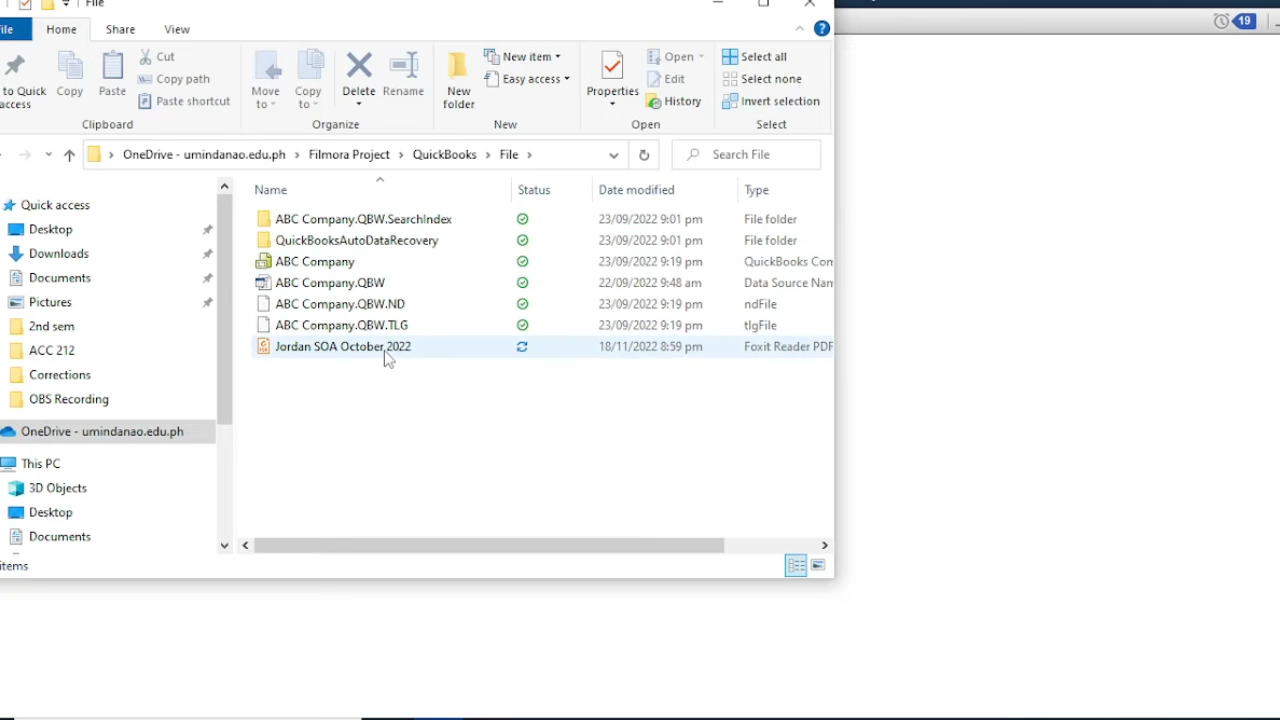 File
File Home Share View
19
to Quick access
Copy
Paste
Cut
Copy path
Paste shortcut
Clipboard
Move to
Copy to
Delete
Rename
Organize
New folder
New item
Easy access
New
Properties
Open
Edit
History
Open
Select all
Select none
Invert selection
Select
OneDrive - umindanao.edu.ph > Filmora Project > QuickBooks > File >
Search File
Name Status Date modified Type
ABC Company.QBW.SearchIndex 23/09/2022 9:01 pm File folder
QuickBooksAutoDataRecovery 23/09/2022 9:01 pm File folder
ABC Company 23/09/2022 9:19 pm QuickBooks Com
ABC Company.QBW 22/09/2022 9:48 am Data Source Nam
ABC Company.QBW.ND 23/09/2022 9:19 pm ndFile
ABC Company.QBW.TLG 23/09/2022 9:19 pm tlgFile
Jordan SOA October 2022 18/11/2022 8:59 pm Foxit Reader PDF
Quick access
Desktop
Downloads
Documents
Pictures
2nd sem
ACC 212
Corrections
OBS Recording
OneDrive - umindanao.edu.ph
This PC
3D Objects
Desktop
Documents
items